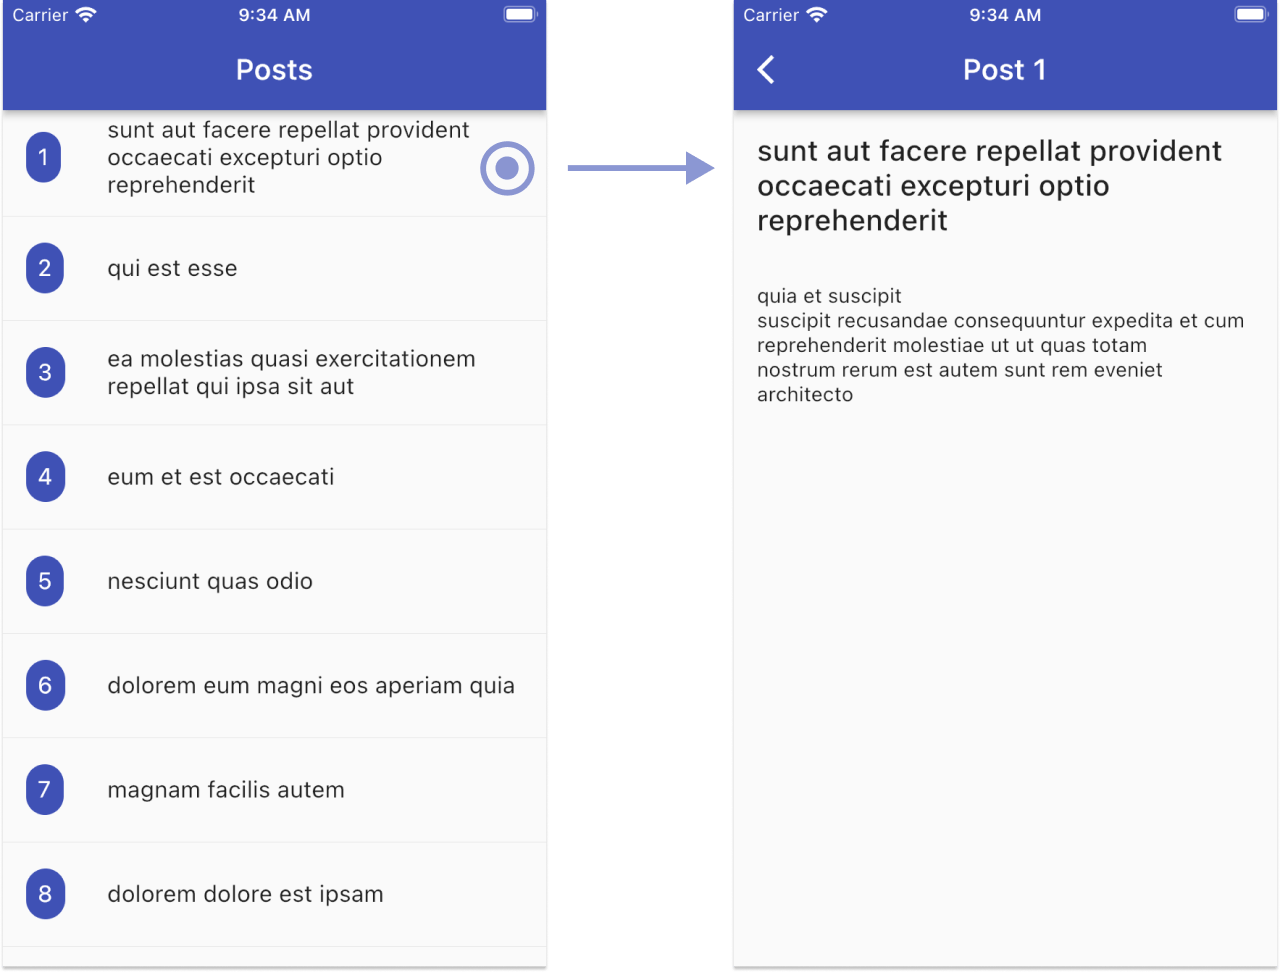 Carrier 9:34 AM
Posts
1
sunt aut facere repellat provident
occaecati excepturi optio
reprehenderit
2 qui est esse
3
ea molestias quasi exercitationem
repellat qui ipsa sit aut
4 eum et est occaecati
5 nesciunt quas odio
6 dolorem eum magni eos aperiam quia
7 magnam facilis autem
8 dolorem dolore est ipsam
Carrier 9:34 AM
Post 1
sunt aut facere repellat provident
occaecati excepturi optio
reprehenderit
quia et suscipit
suscipit recusandae consequuntur expedita et cum
reprehenderit molestiae ut ut quas totam
nostrum rerum est autem sunt rem eveniet
architecto